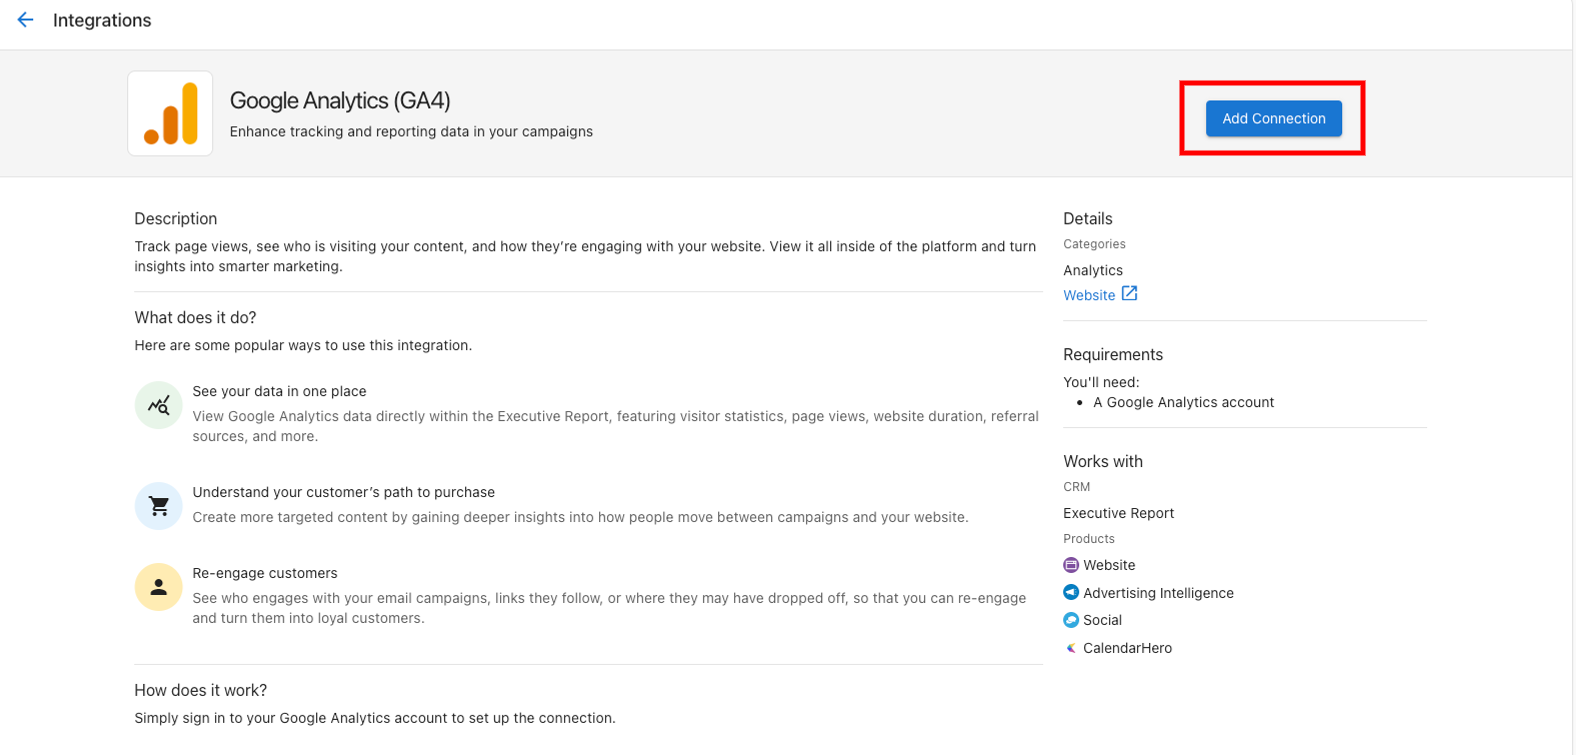 Integrations
Google Analytics (GA4)
Enhance tracking and reporting data in your campaigns
Add Connection
Description
Track page views, see who is visiting your content, and how they’re engaging with your website. View it all inside of the platform and turn
insights into smarter marketing.
What does it do?
Here are some popular ways to use this integration.
See your data in one place
View Google Analytics data directly within the Executive Report, featuring visitor statistics, page views, website duration, referral
sources, and more.
Understand your customer’s path to purchase
Create more targeted content by gaining deeper insights into how people move between campaigns and your website.
Re-engage customers
See who engages with your email campaigns, links they follow, or where they may have dropped off, so that you can re-engage
and turn them into loyal customers.
How does it work?
Simply sign in to your Google Analytics account to set up the connection.
Details
Categories
Analytics
Website
Requirements
You'll need:
• A Google Analytics account
Works with
CRM
Executive Report
Products
Website
Advertising Intelligence
Social
CalendarHero